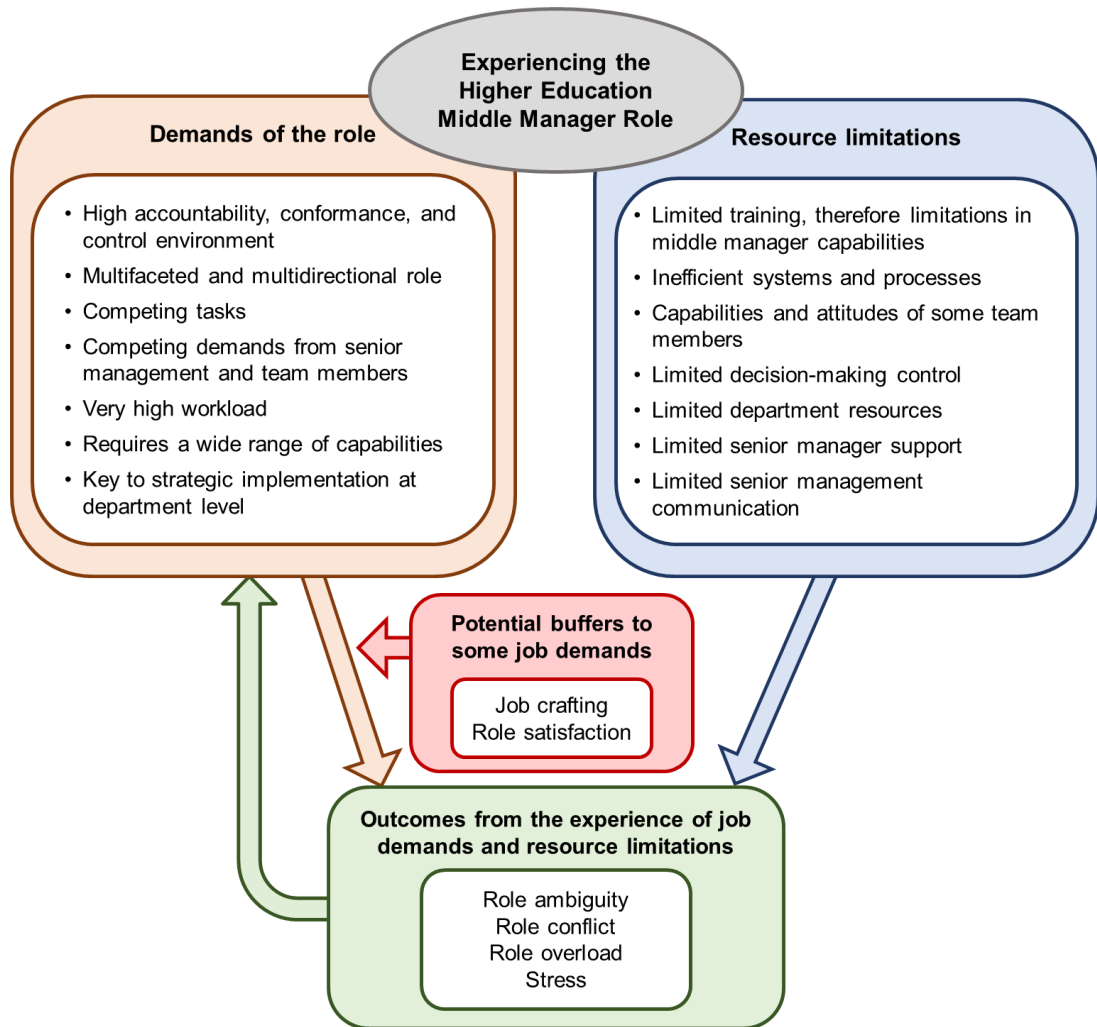 Experiencing the
Higher Education
Middle Manager Role
Demands of the role
• High accountability, conformance, and
control environment
• Multifaceted and multidirectional role
• Competing tasks
• Competing demands from senior
management and team members
• Very high workload
• Requires a wide range of capabilities
• Key to strategic implementation at
department level
Resource limitations
• Limited training, therefore limitations in
middle manager capabilities
• Inefficient systems and processes
• Capabilities and attitudes of some team
members
• Limited decision-making control
• Limited department resources
• Limited senior manager support
• Limited senior management
communication
Potential buffers to
some job demands
Job crafting
Role satisfaction
Outcomes from the experience of job
demands and resource limitations
Role ambiguity
Role conflict
Role overload
Stress